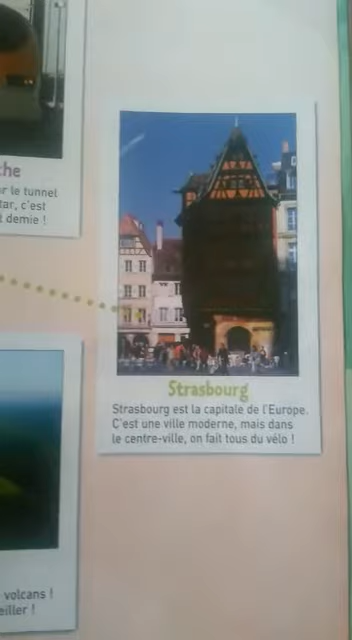 che
r le tunnel
tar, c'est
t demie !
Strasbourg
Strasbourg est la capitale de l'Europe.
C'est une ville moderne, mais dans
le centre-ville, on fait tous du vélo !
volcans !
eiller !